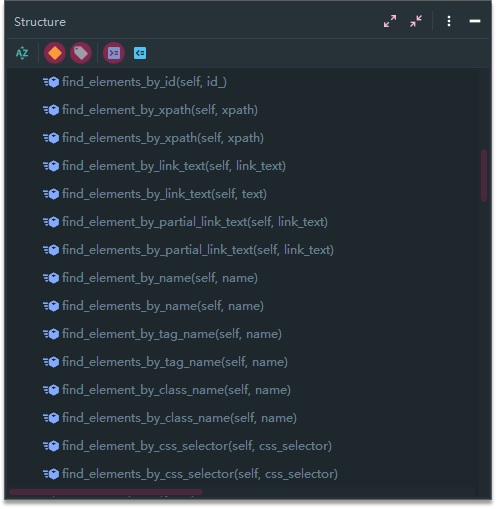 Structure
AZ
find_elements_by_id(self, id_)
find_element_by_xpath(self, xpath)
find_elements_by_xpath(self, xpath)
find_element_by_link_text(self, link_text)
find_elements_by_link_text(self, text)
find_element_by_partial_link_text(self, link_text)
find_elements_by_partial_link_text(self, link_text)
find_element_by_name(self, name)
find_elements_by_name(self, name)
find_element_by_tag_name(self, name)
find_elements_by_tag_name(self, name)
find_element_by_class_name(self, name)
find_elements_by_class_name(self, name)
find_element_by_css_selector(self, css_selector)
find_elements_by_css_selector(self, css_selector)